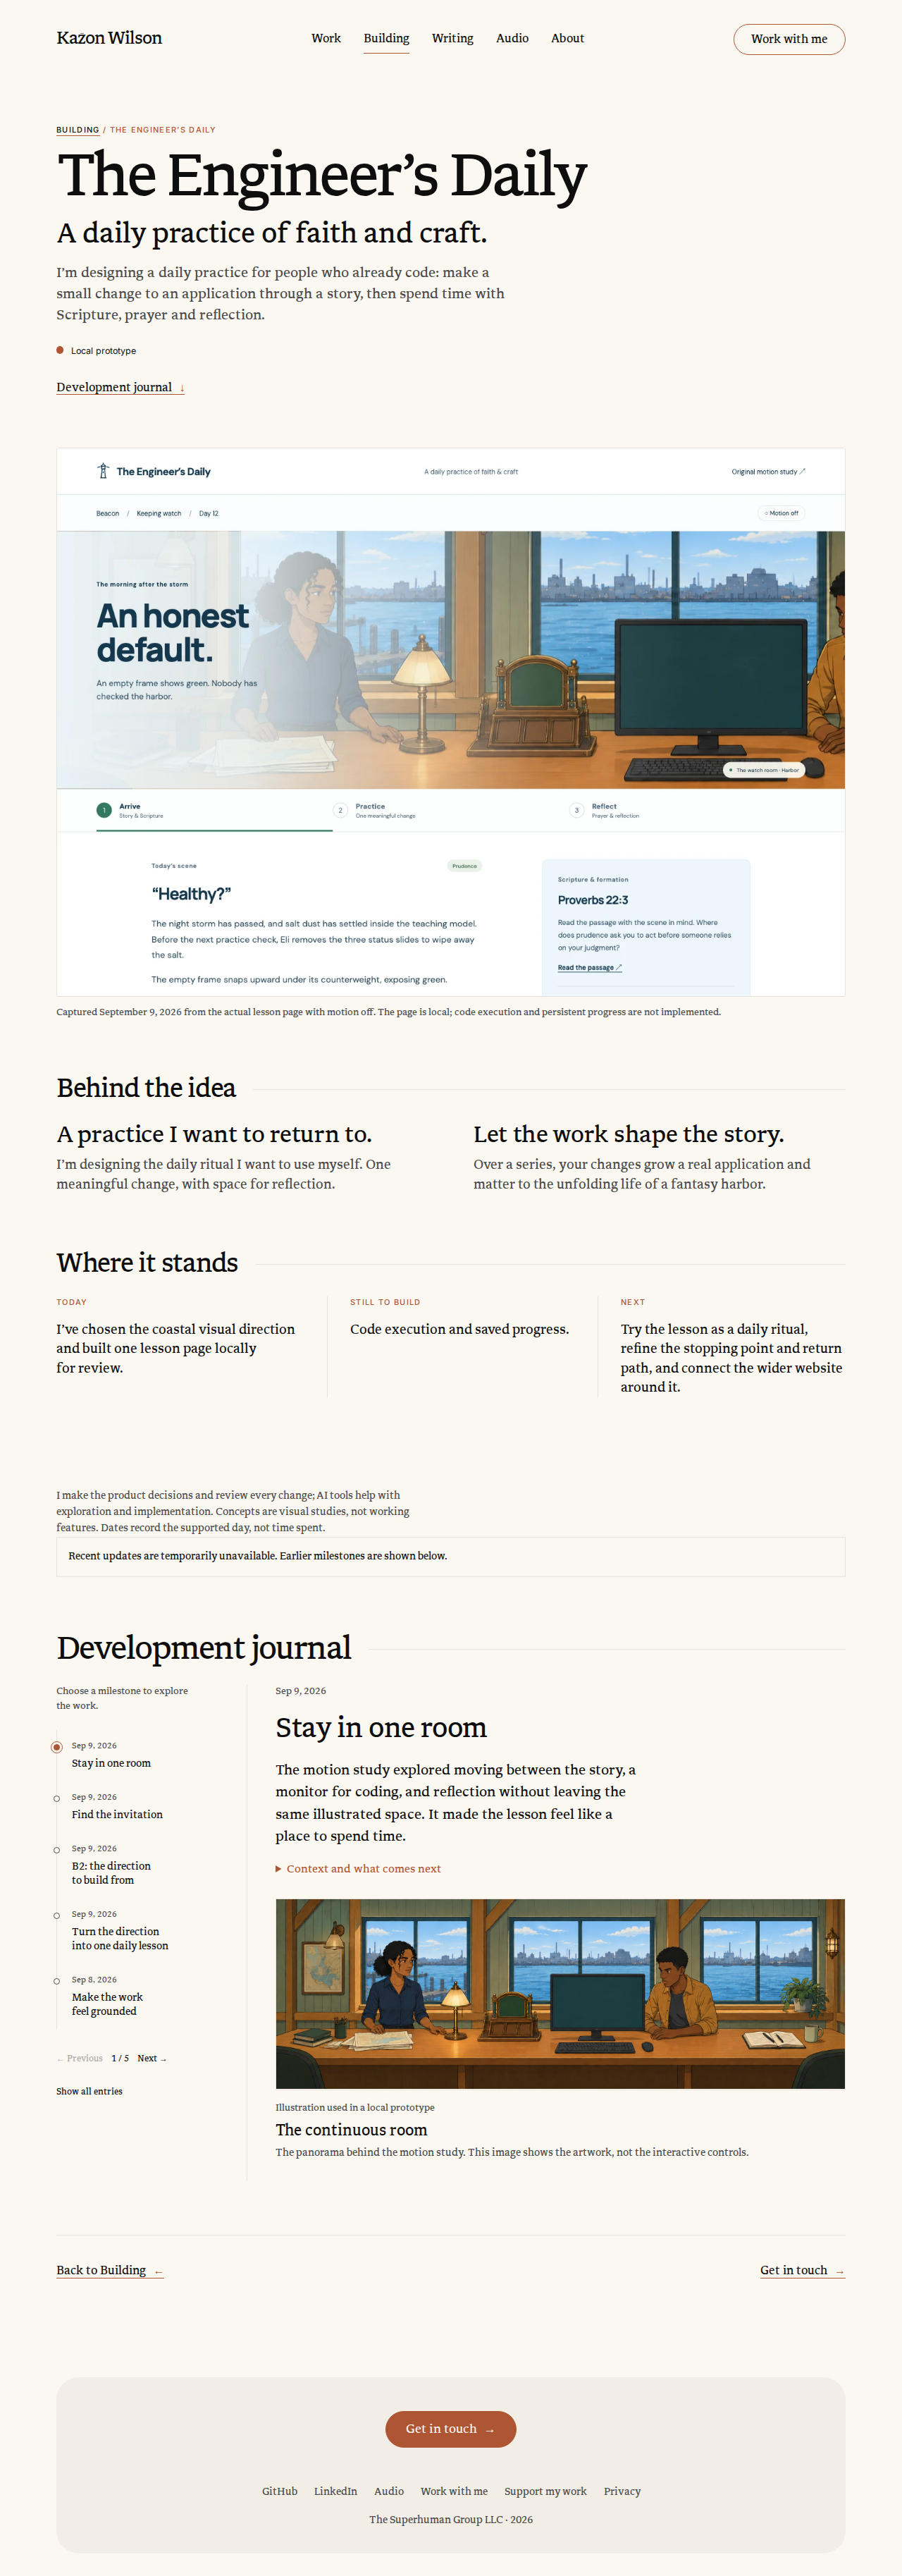 Kazon Wilson
Work Building Writing Audio About
Work with me
BUILDING / THE ENGINEER'S DAILY
The Engineer’s Daily
A daily practice of faith and craft.
I’m designing a daily practice for people who already code: make a
small change to an application through a story, then spend time with
Scripture, prayer and reflection.
Local prototype
Development journal ↓
The Engineer’s Daily
A daily practice of faith & craft
Original motion study ↗
Beacon / Keeping watch / Day 12
Motion off
The morning after the storm
An honest
default.
An empty frame shows green. Nobody has
checked the harbor.
The watch room · Harbor
1 Arrive
Story & Scripture
2 Practice
One meaningful change
3 Reflect
Prayer & reflection
Today’s scene
Prudence
“Healthy?”
The night storm has passed, and salt dust has settled inside the teaching model.
Before the next practice check, Eli removes the three status slides to wipe away
the salt.
The empty frame snaps upward under its counterweight, exposing green.
Scripture & formation
Proverbs 22:3
Read the passage with the scene in mind. Where
does prudence ask you to act before someone relies
on your judgment?
Read the passage ↗
Captured September 9, 2026 from the actual lesson page with motion off. The page is local; code execution and persistent progress are not implemented.
Behind the idea
A practice I want to return to.
I’m designing the daily ritual I want to use myself. One
meaningful change, with space for reflection.
Let the work shape the story.
Over a series, your changes grow a real application and
matter to the unfolding life of a fantasy harbor.
Where it stands
TODAY
I’ve chosen the coastal visual direction
and built one lesson page locally
for review.
STILL TO BUILD
Code execution and saved progress.
NEXT
Try the lesson as a daily ritual,
refine the stopping point and return
path, and connect the wider website
around it.
I make the product decisions and review every change; AI tools help with
exploration and implementation. Concepts are visual studies, not working
features. Dates record the supported day, not time spent.
Recent updates are temporarily unavailable. Earlier milestones are shown below.
Development journal
Choose a milestone to explore
the work.
Sep 9, 2026
Stay in one room
Sep 9, 2026
Find the invitation
Sep 9, 2026
B2: the direction
to build from
Sep 9, 2026
Turn the direction
into one daily lesson
Sep 8, 2026
Make the work
feel grounded
← Previous 1 / 5 Next →
Show all entries
Sep 9, 2026
Stay in one room
The motion study explored moving between the story, a
monitor for coding, and reflection without leaving the
same illustrated space. It made the lesson feel like a
place to spend time.
▶ Context and what comes next
Illustration used in a local prototype
The continuous room
The panorama behind the motion study. This image shows the artwork, not the interactive controls.
Back to Building ←
Get in touch →
Get in touch →
GitHub LinkedIn Audio Work with me Support my work Privacy
The Superhuman Group LLC · 2026